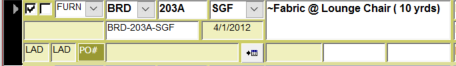 FURN BRD 203A SGF ~Fabric @ Lounge Chair ( 10 yrds)
BRD-203A-SGF 4/1/2012
LAD LAD PO#